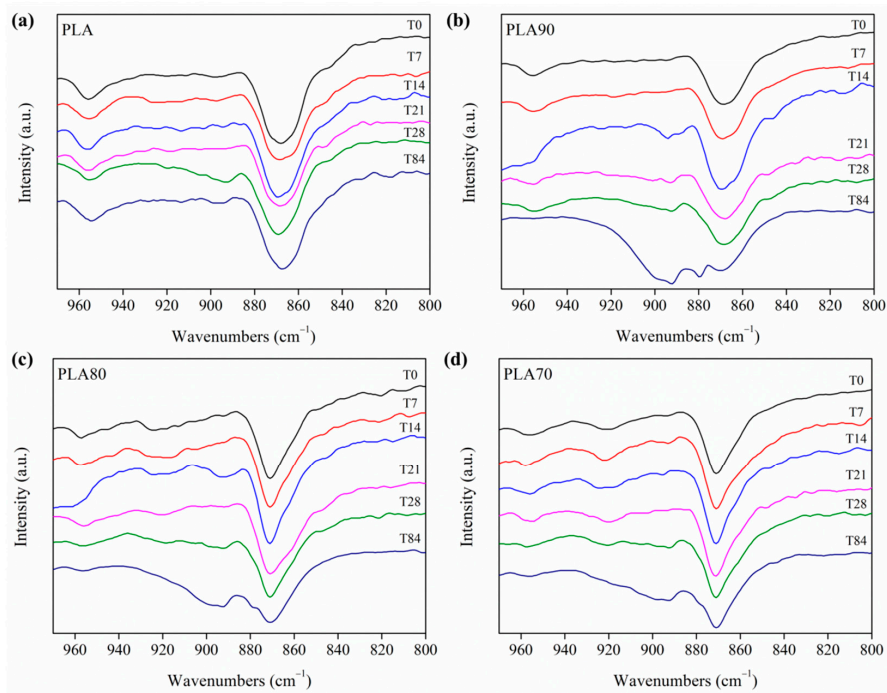 (a)
PLA
T0
T7
T14
T21
T28
T84
Intensity (a.u.)
960 940 920 900 880 860 840 820 800
Wavenumbers (cm⁻¹)
(b)
PLA90
T0
T7
T14
T21
T28
T84
Intensity (a.u.)
960 940 920 900 880 860 840 820 800
Wavenumbers (cm⁻¹)
(c)
PLA80
T0
T7
T14
T21
T28
T84
Intensity (a.u.)
960 940 920 900 880 860 840 820 800
Wavenumbers (cm⁻¹)
(d)
PLA70
T0
T7
T14
T21
T28
T84
Intensity (a.u.)
960 940 920 900 880 860 840 820 800
Wavenumbers (cm⁻¹)